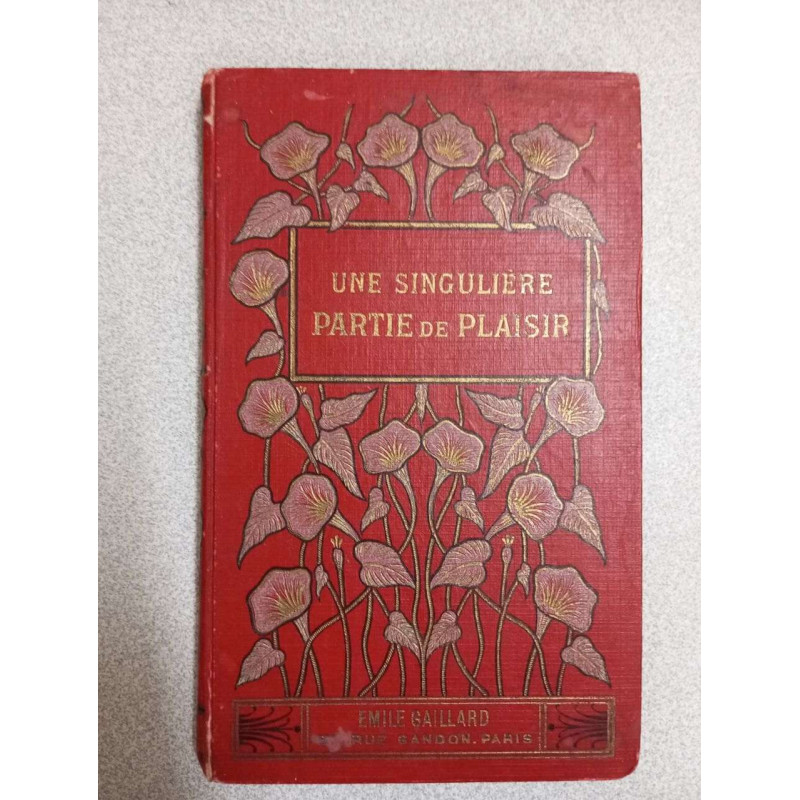 UNE SINGULIÈRE
PARTIE DE PLAISIR
EMILE GAILLARD
RUE GANDON. PARIS